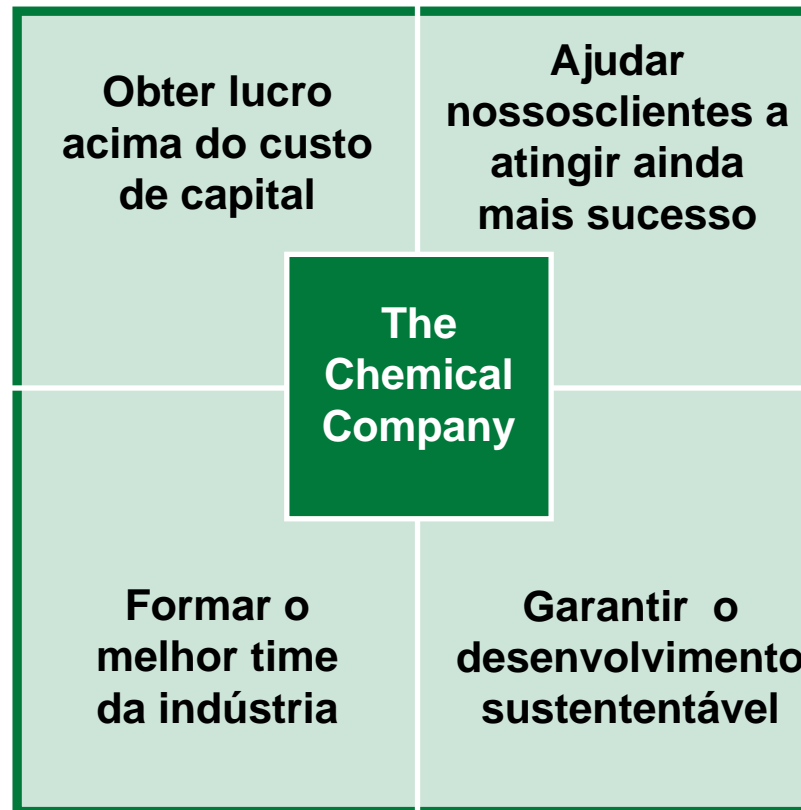 Obter lucro
acima do custo
de capital
Ajudar
nossosclientes a
atingir ainda
mais sucesso
The
Chemical
Company
Formar o
melhor time
da indústria
Garantir o
desenvolvimento
sustententável